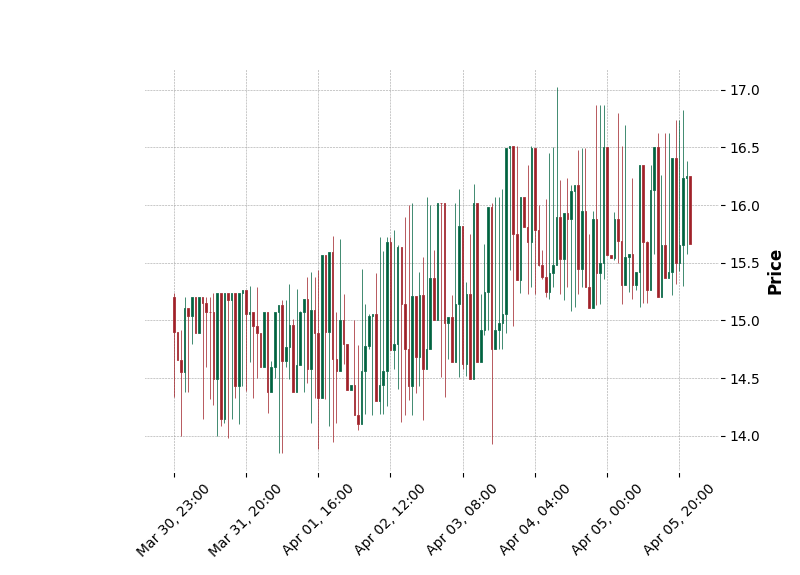 17.0
16.5
16.0
15.5
15.0
14.5
14.0
Price
Mar 30, 23:00
Mar 31, 20:00
Apr 01, 16:00
Apr 02, 12:00
Apr 03, 08:00
Apr 04, 04:00
Apr 05, 00:00
Apr 05, 20:00